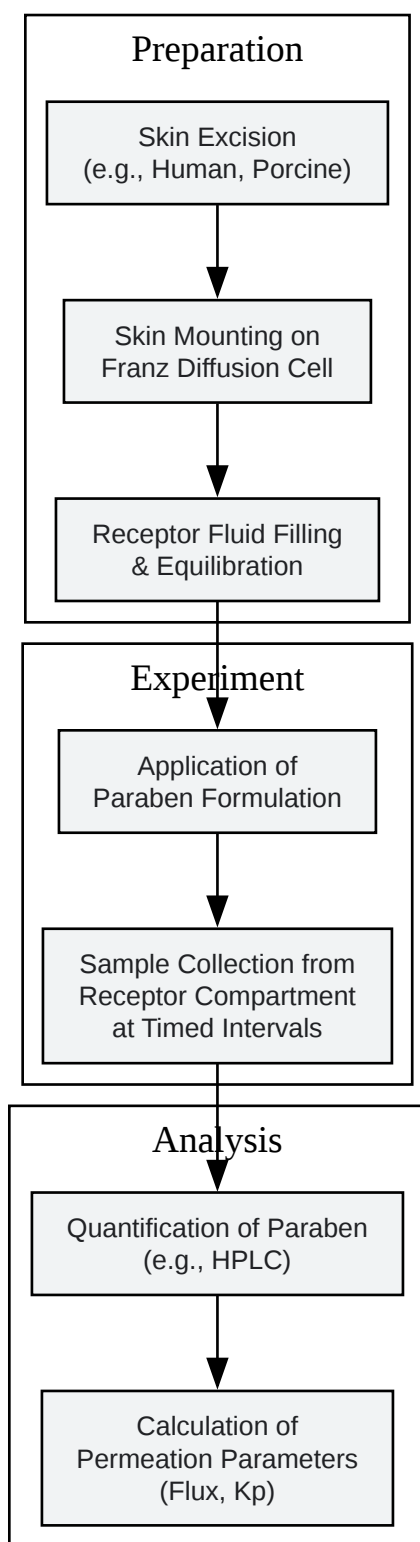 Preparation
Skin Excision
(e.g., Human, Porcine)
Skin Mounting on
Franz Diffusion Cell
Receptor Fluid Filling
& Equilibration
Experiment
Application of
Paraben Formulation
Sample Collection from
Receptor Compartment
at Timed Intervals
Analysis
Quantification of Paraben
(e.g., HPLC)
Calculation of
Permeation Parameters
(Flux, Kp)